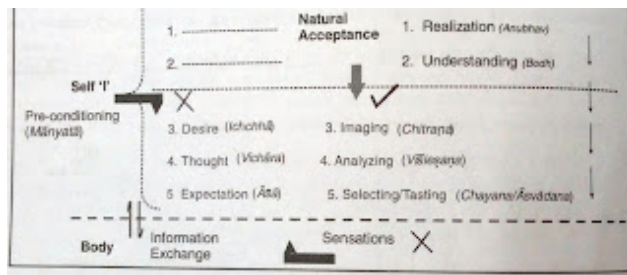 Natural
Acceptance
1. 1. Realization (Anubhav)
2. 2. Understanding (Bodh)
Self 'I'
Pre-conditioning
(Mānyatā)
3. Desire (Ichchhā) 3. Imaging (Chitraṇa)
4. Thought (Vichāra) 4. Analyzing (Viśleṣaṇa)
5 Expectation (Āśā) 5. Selecting/Tasting (Chayana/Āsvādana)
Body Information
Exchange
Sensations